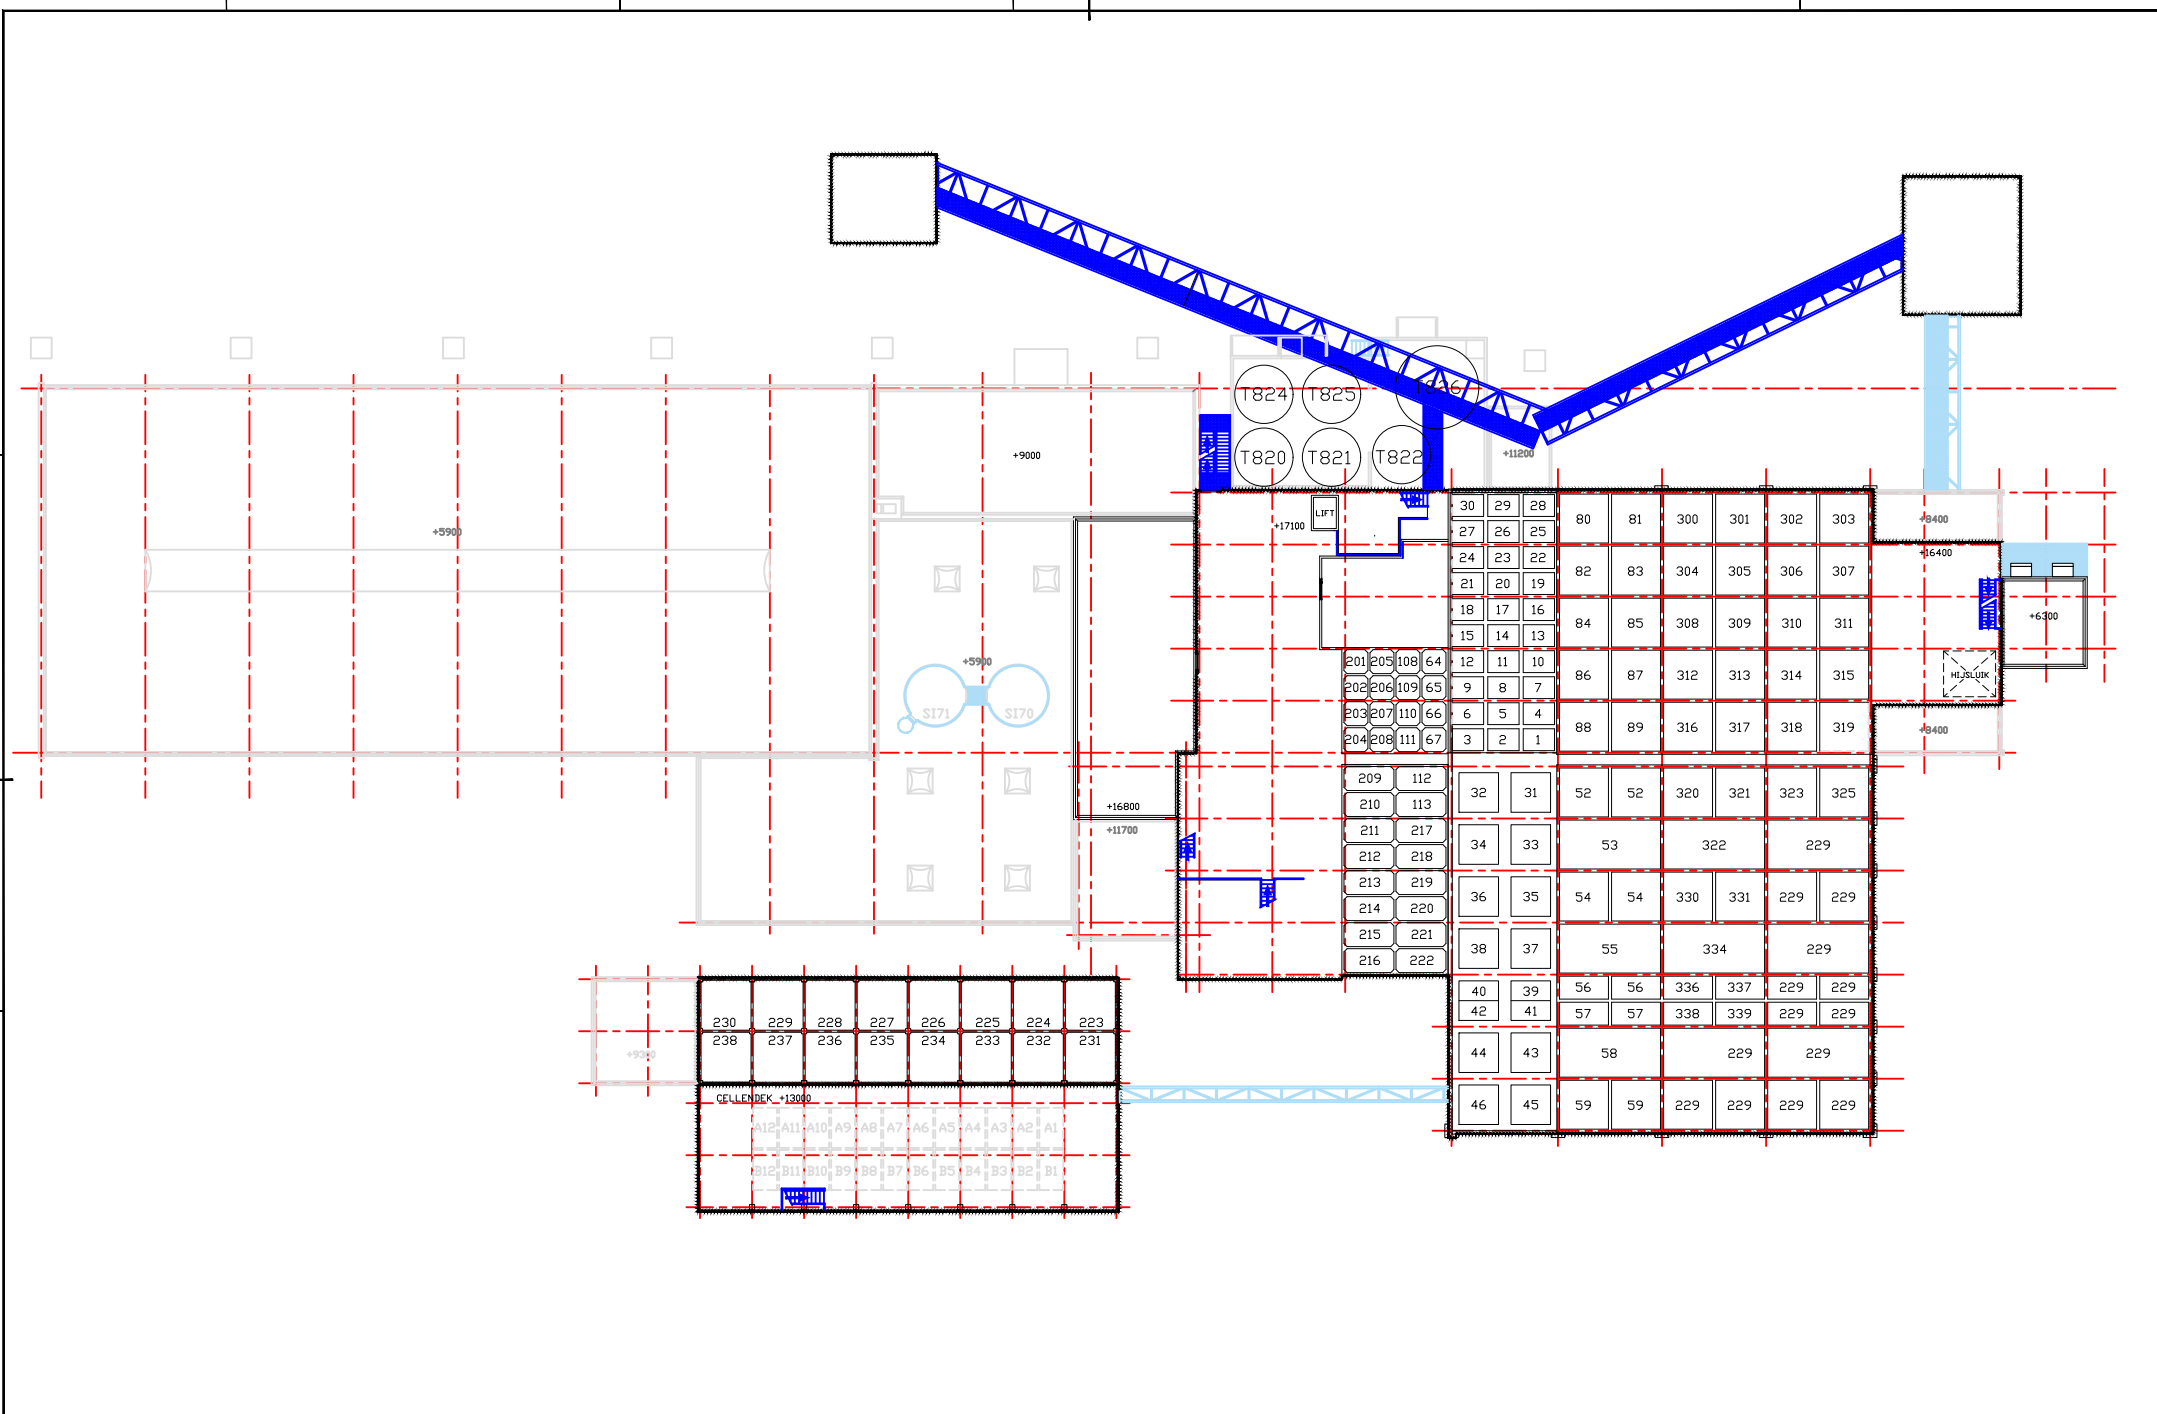 T824 T825 T826
+9000 T820 T821 T822 +11200
30 29 28
LIFT
80 81 300 301 302 303 +8400
+5900 +17100 27 26 25
24 23 22 +16400
82 83 304 305 306 307
21 20 19
18 17 16 +6300
84 85 308 309 310 311
15 14 13
+5900 201 205 108 64 12 11 10
86 87 312 313 314 315 HIJSLUIK
202 206 109 65 9 8 7
SI71 SI70 203 207 110 66 6 5 4
88 89 316 317 318 319 +8400
204 208 111 67 3 2 1
209 112
32 31 52 52 320 321 323 325
+16800 210 113
+11700 211 217
34 33 53 322 229
212 218
213 219
36 35 54 54 330 331 229 229
214 220
215 221
38 37 55 334 229
216 222
56 56 336 337 229 229
40 39
42 41
57 57 338 339 229 229
230 229 228 227 226 225 224 223
238 237 236 235 234 233 232 231
+9300 44 43 58 229 229
CELLENDEK +13000
46 45 59 59 229 229 229 229
A12 A11 A10 A9 A8 A7 A6 A5 A4 A3 A2 A1
B12 B11 B10 B9 B8 B7 B6 B5 B4 B3 B2 B1